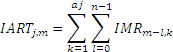 IART_{j,m} = \sum_{k=1}^{aj} \sum_{l=0}^{n-1} IMR_{m-l,k}